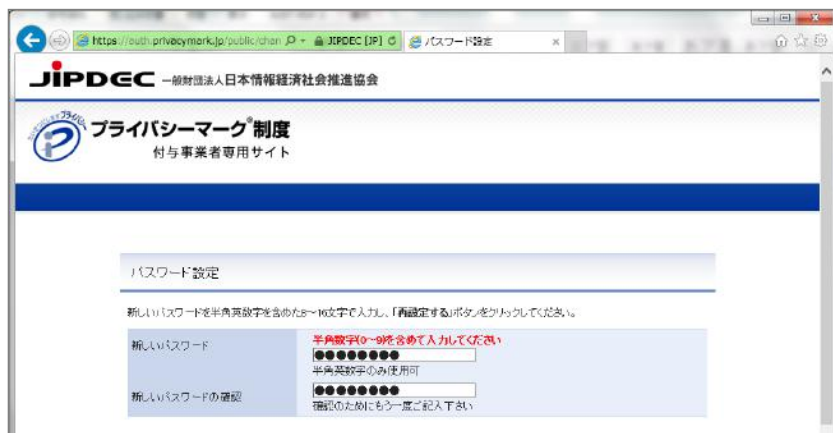 https://auth.privacymark.jp/public/chan JIPDEC [JP] パスワード設定
JIPDEC 一般財団法人日本情報経済社会推進協会
プライバシーマーク®制度
付与事業者専用サイト
パスワード設定
新しいパスワードを半角英数字を含めた8～16文字で入力し、「再設定する」ボタンをクリックしてください。
半角数字(0～9)を含めて入力してください
新しいパスワード ●●●●●●●●
半角英数字のみ使用可
新しいパスワードの確認 ●●●●●●●●
確認のためにもう一度ご記入下さい